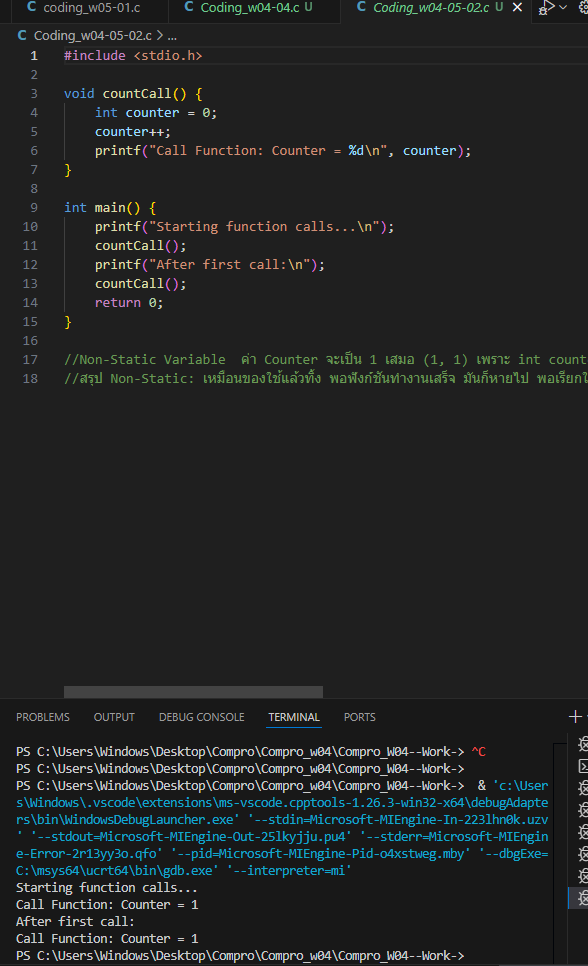 coding_w05-01.c
Coding_w04-04.c U
Coding_w04-05-02.c U
Coding_w04-05-02.c > ...
1 #include <stdio.h>
2
3 void countCall() {
4 int counter = 0;
5 counter++;
6 printf("Call Function: Counter = %d\n", counter);
7 }
8
9 int main() {
10 printf("Starting function calls...\n");
11 countCall();
12 printf("After first call:\n");
13 countCall();
14 return 0;
15 }
16
17 //Non-Static Variable ค่า Counter จะเป็น 1 เสมอ (1, 1) เพราะ int count
18 //สรุป Non-Static: เหมือนของใช้แล้วทิ้ง พอฟังก์ชันทำงานเสร็จ มันก็หายไป พอเรียกใ
PROBLEMS OUTPUT DEBUG CONSOLE TERMINAL PORTS
PS C:\Users\Windows\Desktop\Compro\Compro_w04\Compro_W04--Work-> ^C
PS C:\Users\Windows\Desktop\Compro\Compro_w04\Compro_W04--Work->
PS C:\Users\Windows\Desktop\Compro\Compro_w04\Compro_W04--Work-> & 'c:\User
s\Windows\.vscode\extensions\ms-vscode.cpptools-1.26.3-win32-x64\debugAdapte
rs\bin\WindowsDebugLauncher.exe' '--stdin=Microsoft-MIEngine-In-223lhn0k.uzv
' '--stdout=Microsoft-MIEngine-Out-25lkyjju.pu4' '--stderr=Microsoft-MIEngin
e-Error-2r13yy3o.qfo' '--pid=Microsoft-MIEngine-Pid-o4xstweg.mby' '--dbgExe=
C:\msys64\ucrt64\bin\gdb.exe' '--interpreter=mi'
Starting function calls...
Call Function: Counter = 1
After first call:
Call Function: Counter = 1
PS C:\Users\Windows\Desktop\Compro\Compro_w04\Compro_W04--Work->